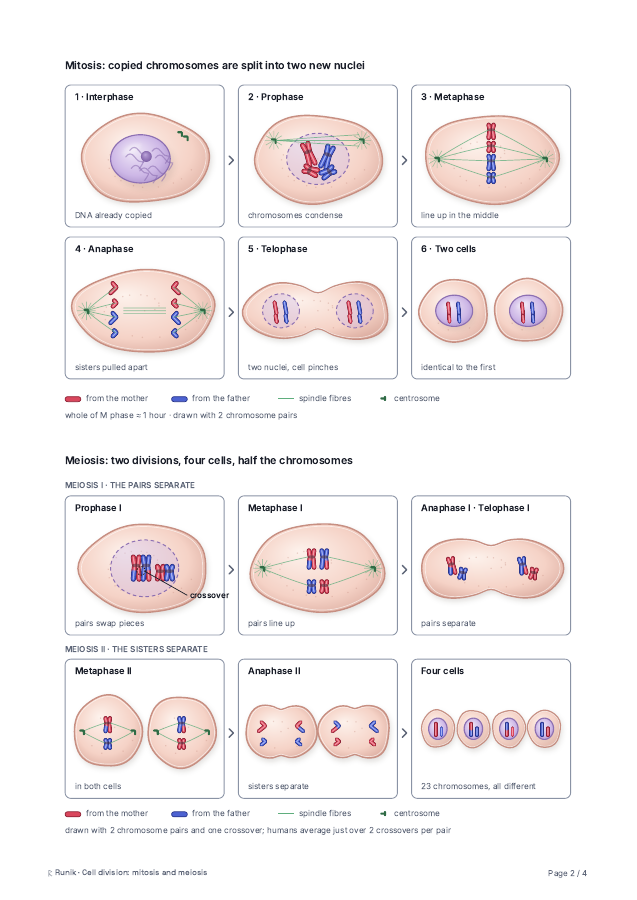 Mitosis: copied chromosomes are split into two new nuclei
1 · Interphase
DNA already copied
2 · Prophase
chromosomes condense
3 · Metaphase
line up in the middle
4 · Anaphase
sisters pulled apart
5 · Telophase
two nuclei, cell pinches
6 · Two cells
identical to the first
from the mother
from the father
spindle fibres
centrosome
whole of M phase ≈ 1 hour · drawn with 2 chromosome pairs
Meiosis: two divisions, four cells, half the chromosomes
MEIOSIS I · THE PAIRS SEPARATE
Prophase I
crossover
pairs swap pieces
Metaphase I
pairs line up
Anaphase I · Telophase I
pairs separate
MEIOSIS II · THE SISTERS SEPARATE
Metaphase II
in both cells
Anaphase II
sisters separate
Four cells
23 chromosomes, all different
from the mother
from the father
spindle fibres
centrosome
drawn with 2 chromosome pairs and one crossover; humans average just over 2 crossovers per pair
Runik · Cell division: mitosis and meiosis
Page 2 / 4